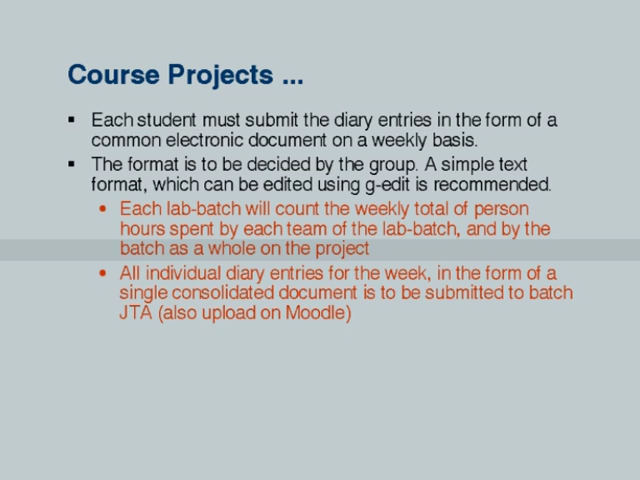 Course Projects ...
▪ Each student must submit the diary entries in the form of a
common electronic document on a weekly basis.
▪ The format is to be decided by the group. A simple text
format, which can be edited using g-edit is recommended.
• Each lab-batch will count the weekly total of person
hours spent by each team of the lab-batch, and by the
batch as a whole on the project
• All individual diary entries for the week, in the form of a
single consolidated document is to be submitted to batch
JTA (also upload on Moodle)